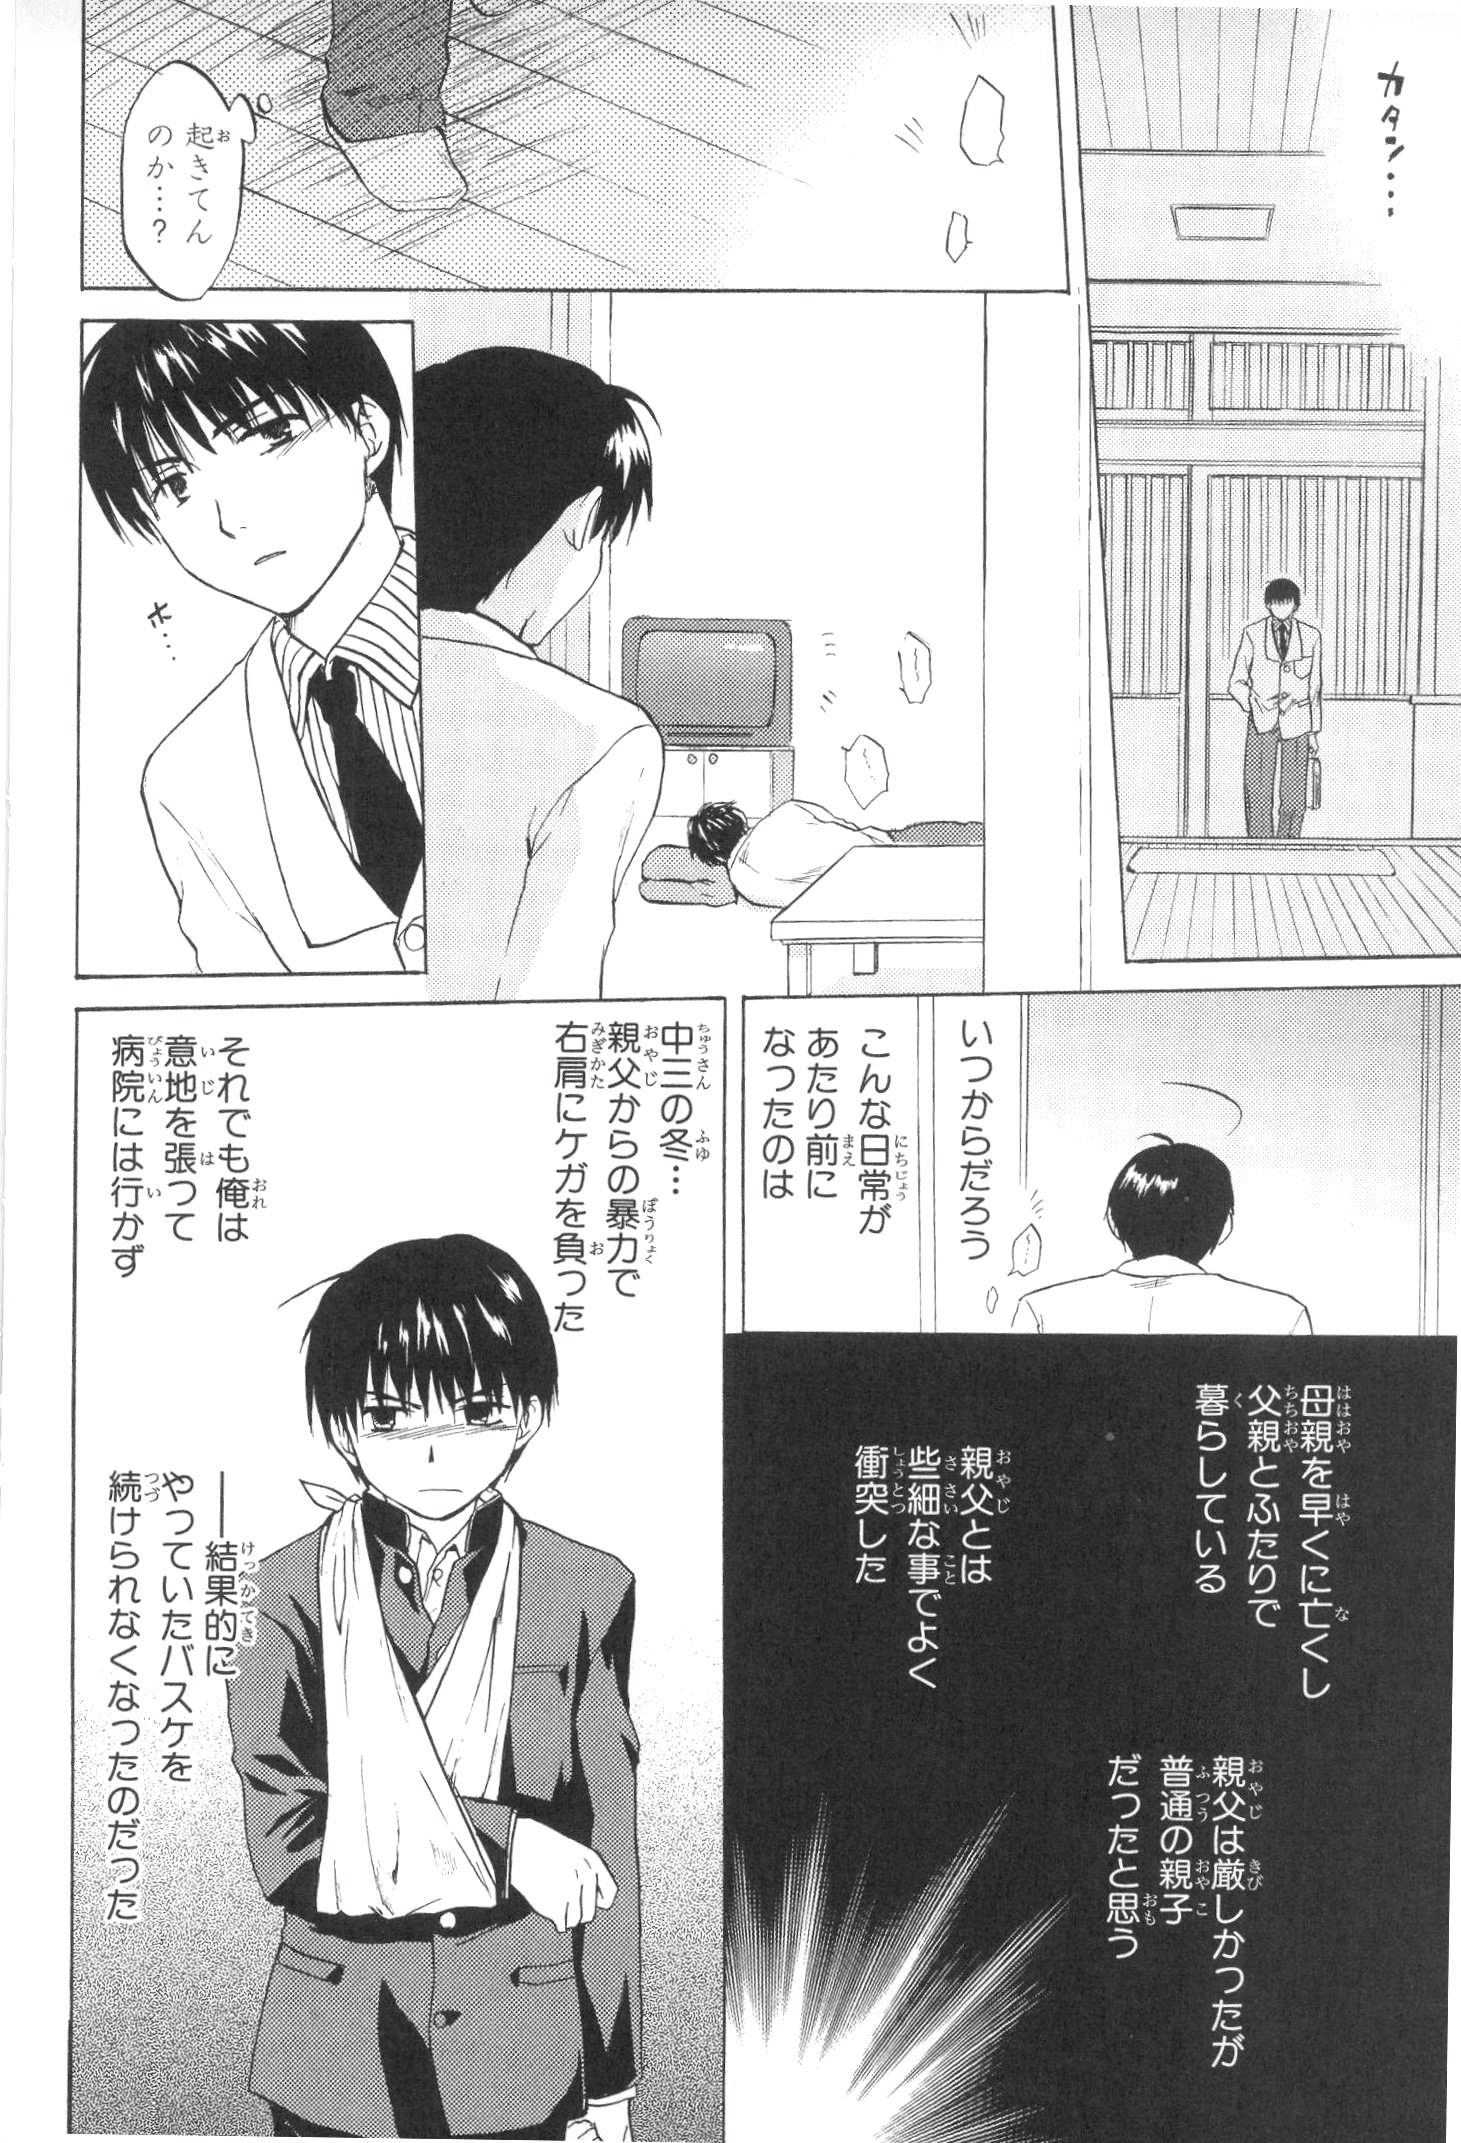 カタン…
起きてん
のか…?
ホ…
いつからだろう
こんな日常が
あたり前に
なったのは
母親を早くに亡くし
父親とふたりで
暮らしている
親父は厳しかったが
普通の親子
だったと思う
親父とは
些細な事でよく
衝突した
中三の冬…
親父からの暴力で
右肩にケガを負った
それでも俺は
意地を張って
病院には行かず
――結果的に
やっていたバスケを
続けられなくなったのだった